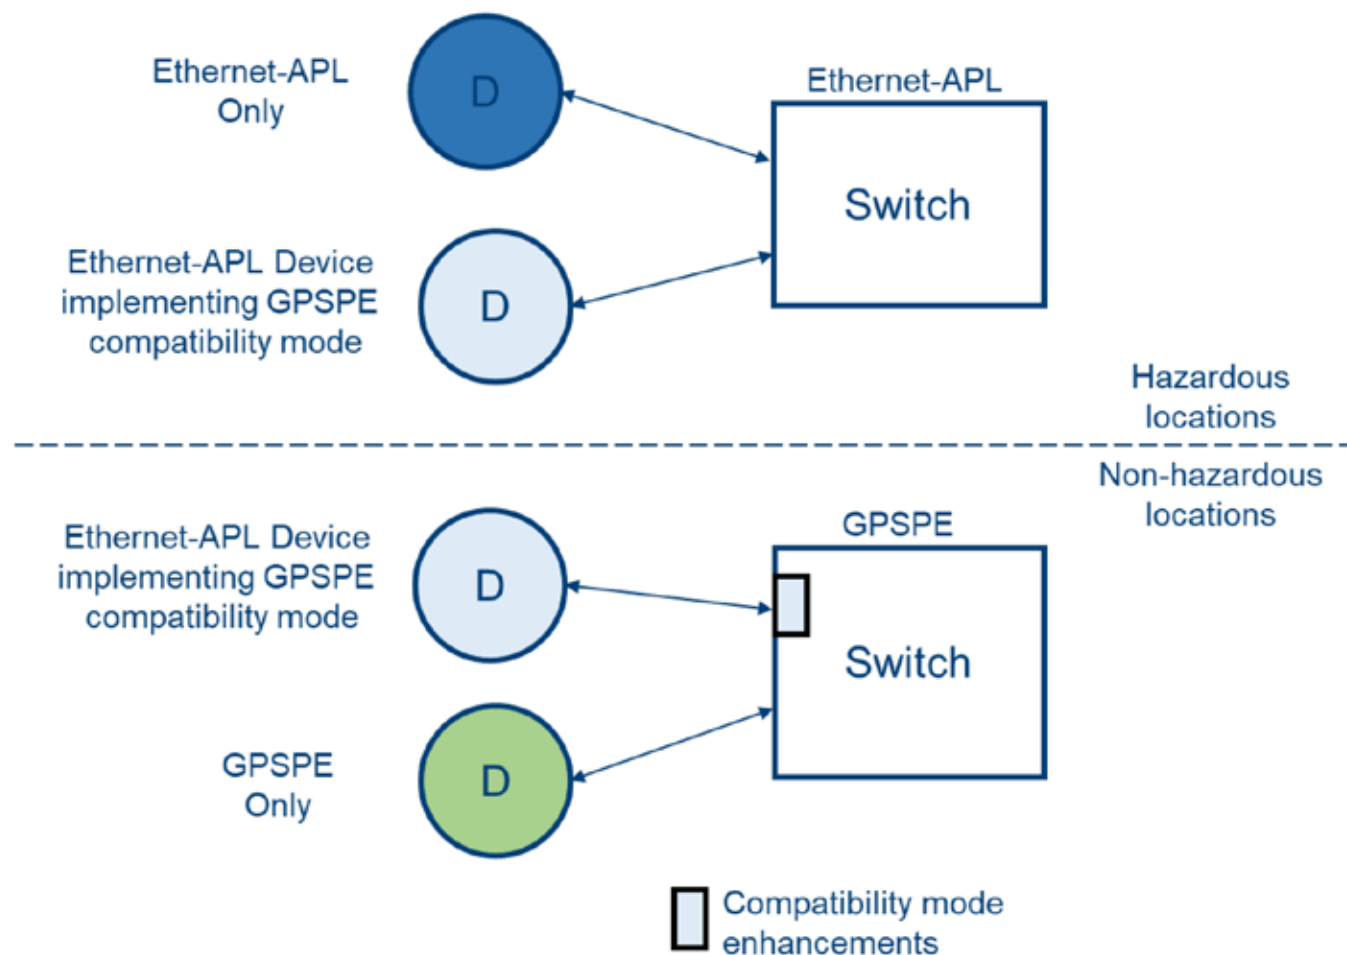 Ethernet-APL
Only
D
Ethernet-APL
Switch
Ethernet-APL Device
implementing GPSPE
compatibility mode
D
Hazardous
locations
Non-hazardous
locations
Ethernet-APL Device
implementing GPSPE
compatibility mode
D
GPSPE
Switch
GPSPE
Only
D
Compatibility mode
enhancements